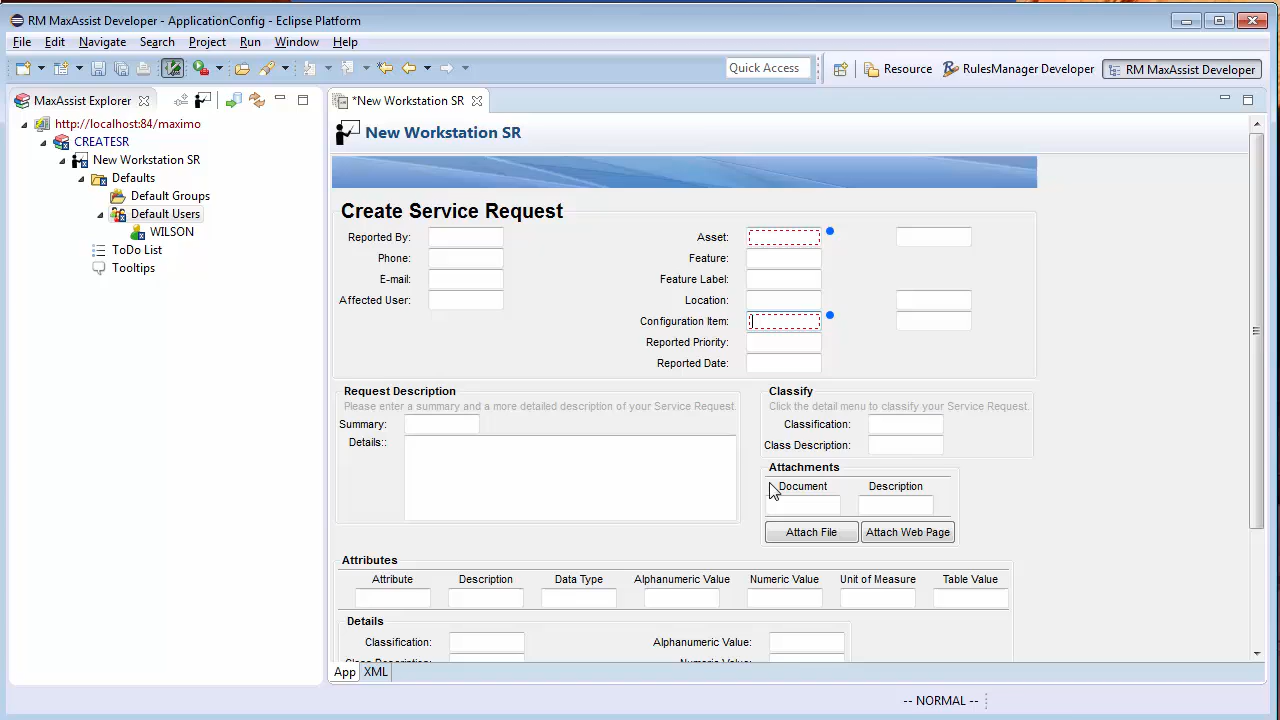 RM MaxAssist Developer - ApplicationConfig - Eclipse Platform
File Edit Navigate Search Project Run Window Help
Quick Access
Resource
RulesManager Developer
RM MaxAssist Developer
MaxAssist Explorer
http://localhost:84/maximo
CREATESR
New Workstation SR
Defaults
Default Groups
Default Users
WILSON
ToDo List
Tooltips
*New Workstation SR
New Workstation SR
Create Service Request
Reported By:
Phone:
E-mail:
Affected User:
Asset:
Feature:
Feature Label:
Location:
Configuration Item:
Reported Priority:
Reported Date:
Request Description
Please enter a summary and a more detailed description of your Service Request.
Summary:
Details::
Classify
Click the detail menu to classify your Service Request.
Classification:
Class Description:
Attachments
Document Description
Attach File Attach Web Page
Attributes
Attribute Description Data Type Alphanumeric Value Numeric Value Unit of Measure Table Value
Details
Classification: Alphanumeric Value:
Class Description: Numeric Value:
App XML
-- NORMAL --